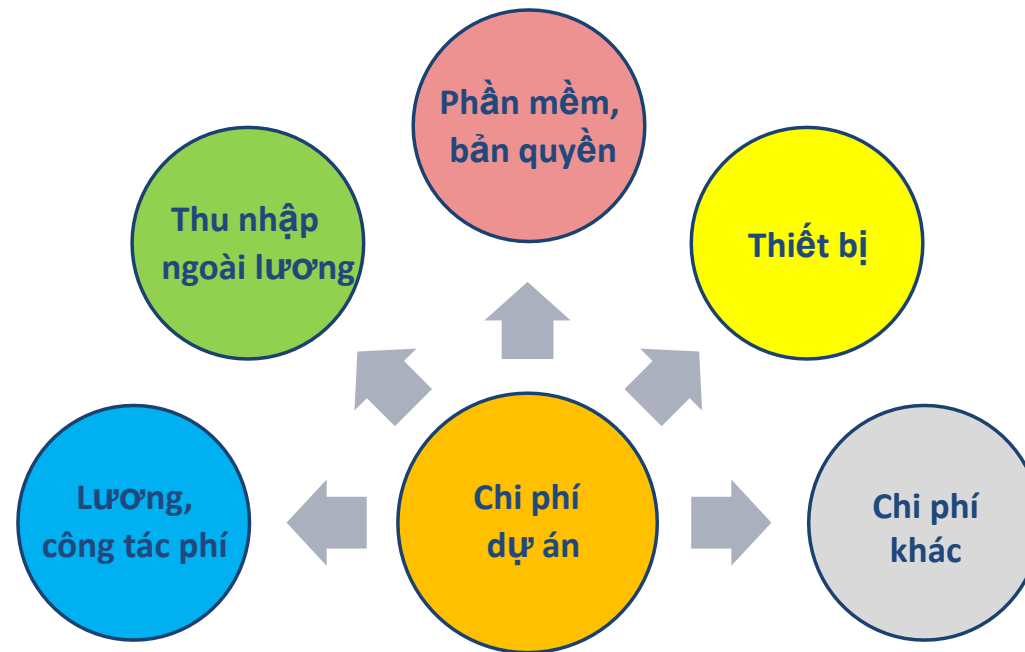 Phần mềm,
bản quyền
Thu nhập
ngoài lương
Thiết bị
Lương,
công tác phí
Chi phí
dự án
Chi phí
khác